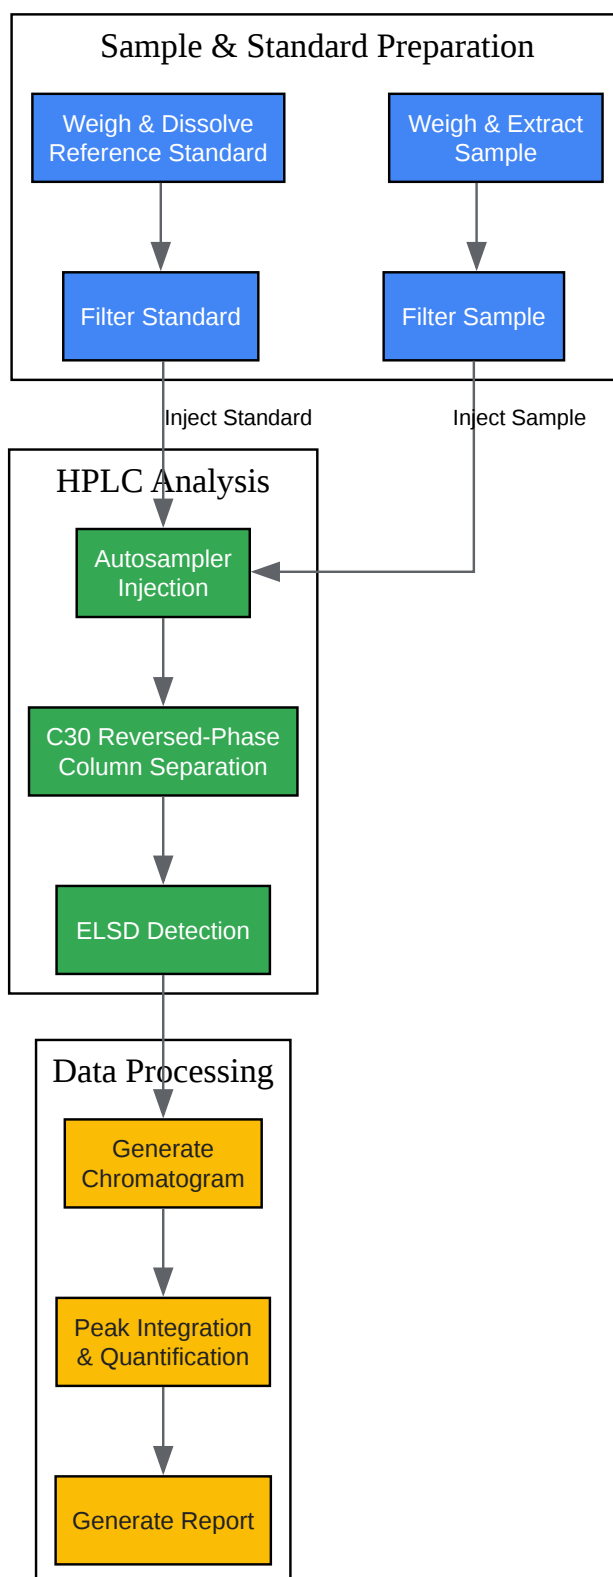 Sample & Standard Preparation
Weigh & Dissolve
Reference Standard
Weigh & Extract
Sample
Filter Standard
Filter Sample
Inject Standard
Inject Sample
HPLC Analysis
Autosampler
Injection
C30 Reversed-Phase
Column Separation
ELSD Detection
Data Processing
Generate
Chromatogram
Peak Integration
& Quantification
Generate Report